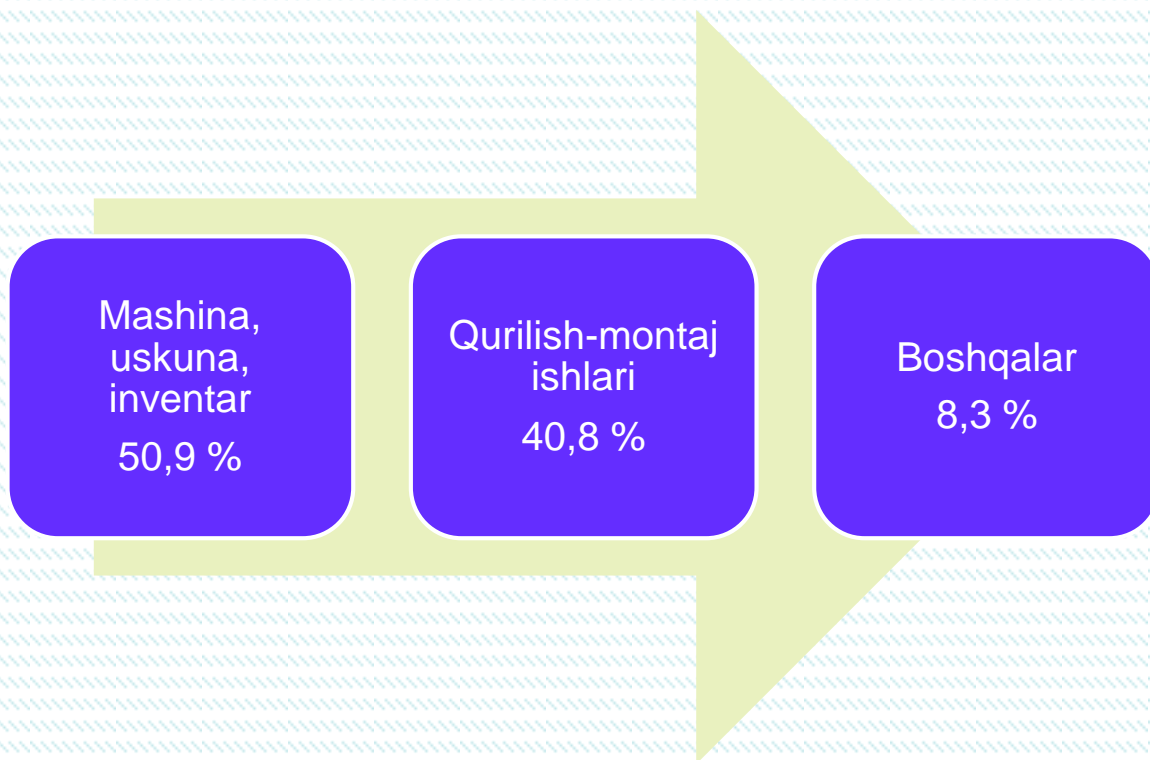 Mashina,
uskuna,
inventar
50,9 %
Qurilish-montaj
ishlari
40,8 %
Boshqalar
8,3 %